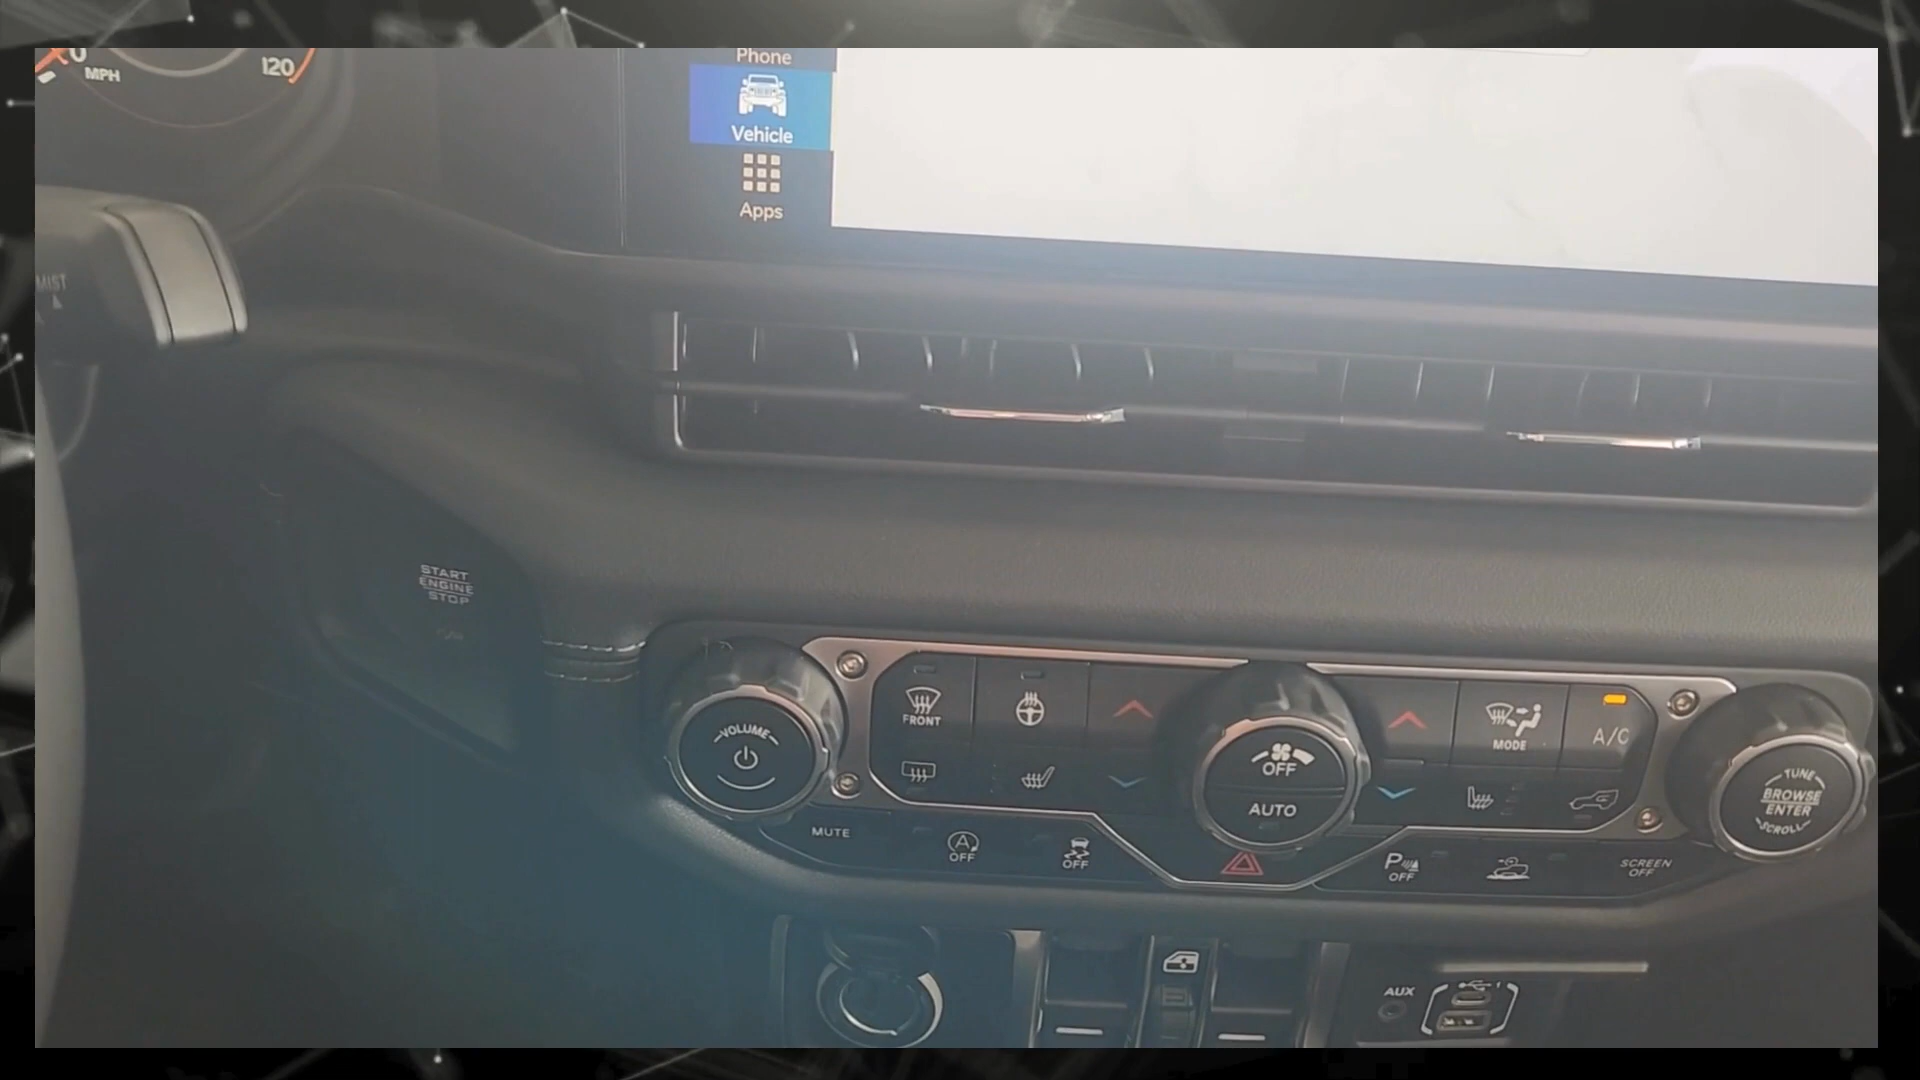 0
MPH
120
Phone
Vehicle
Apps
MIST
START
ENGINE
STOP
VOLUME
FRONT
OFF
AUTO
MODE
A/C
TUNE
BROWSE
ENTER
SCROLL
MUTE
A
OFF
OFF
P
OFF
SCREEN
OFF
AUX